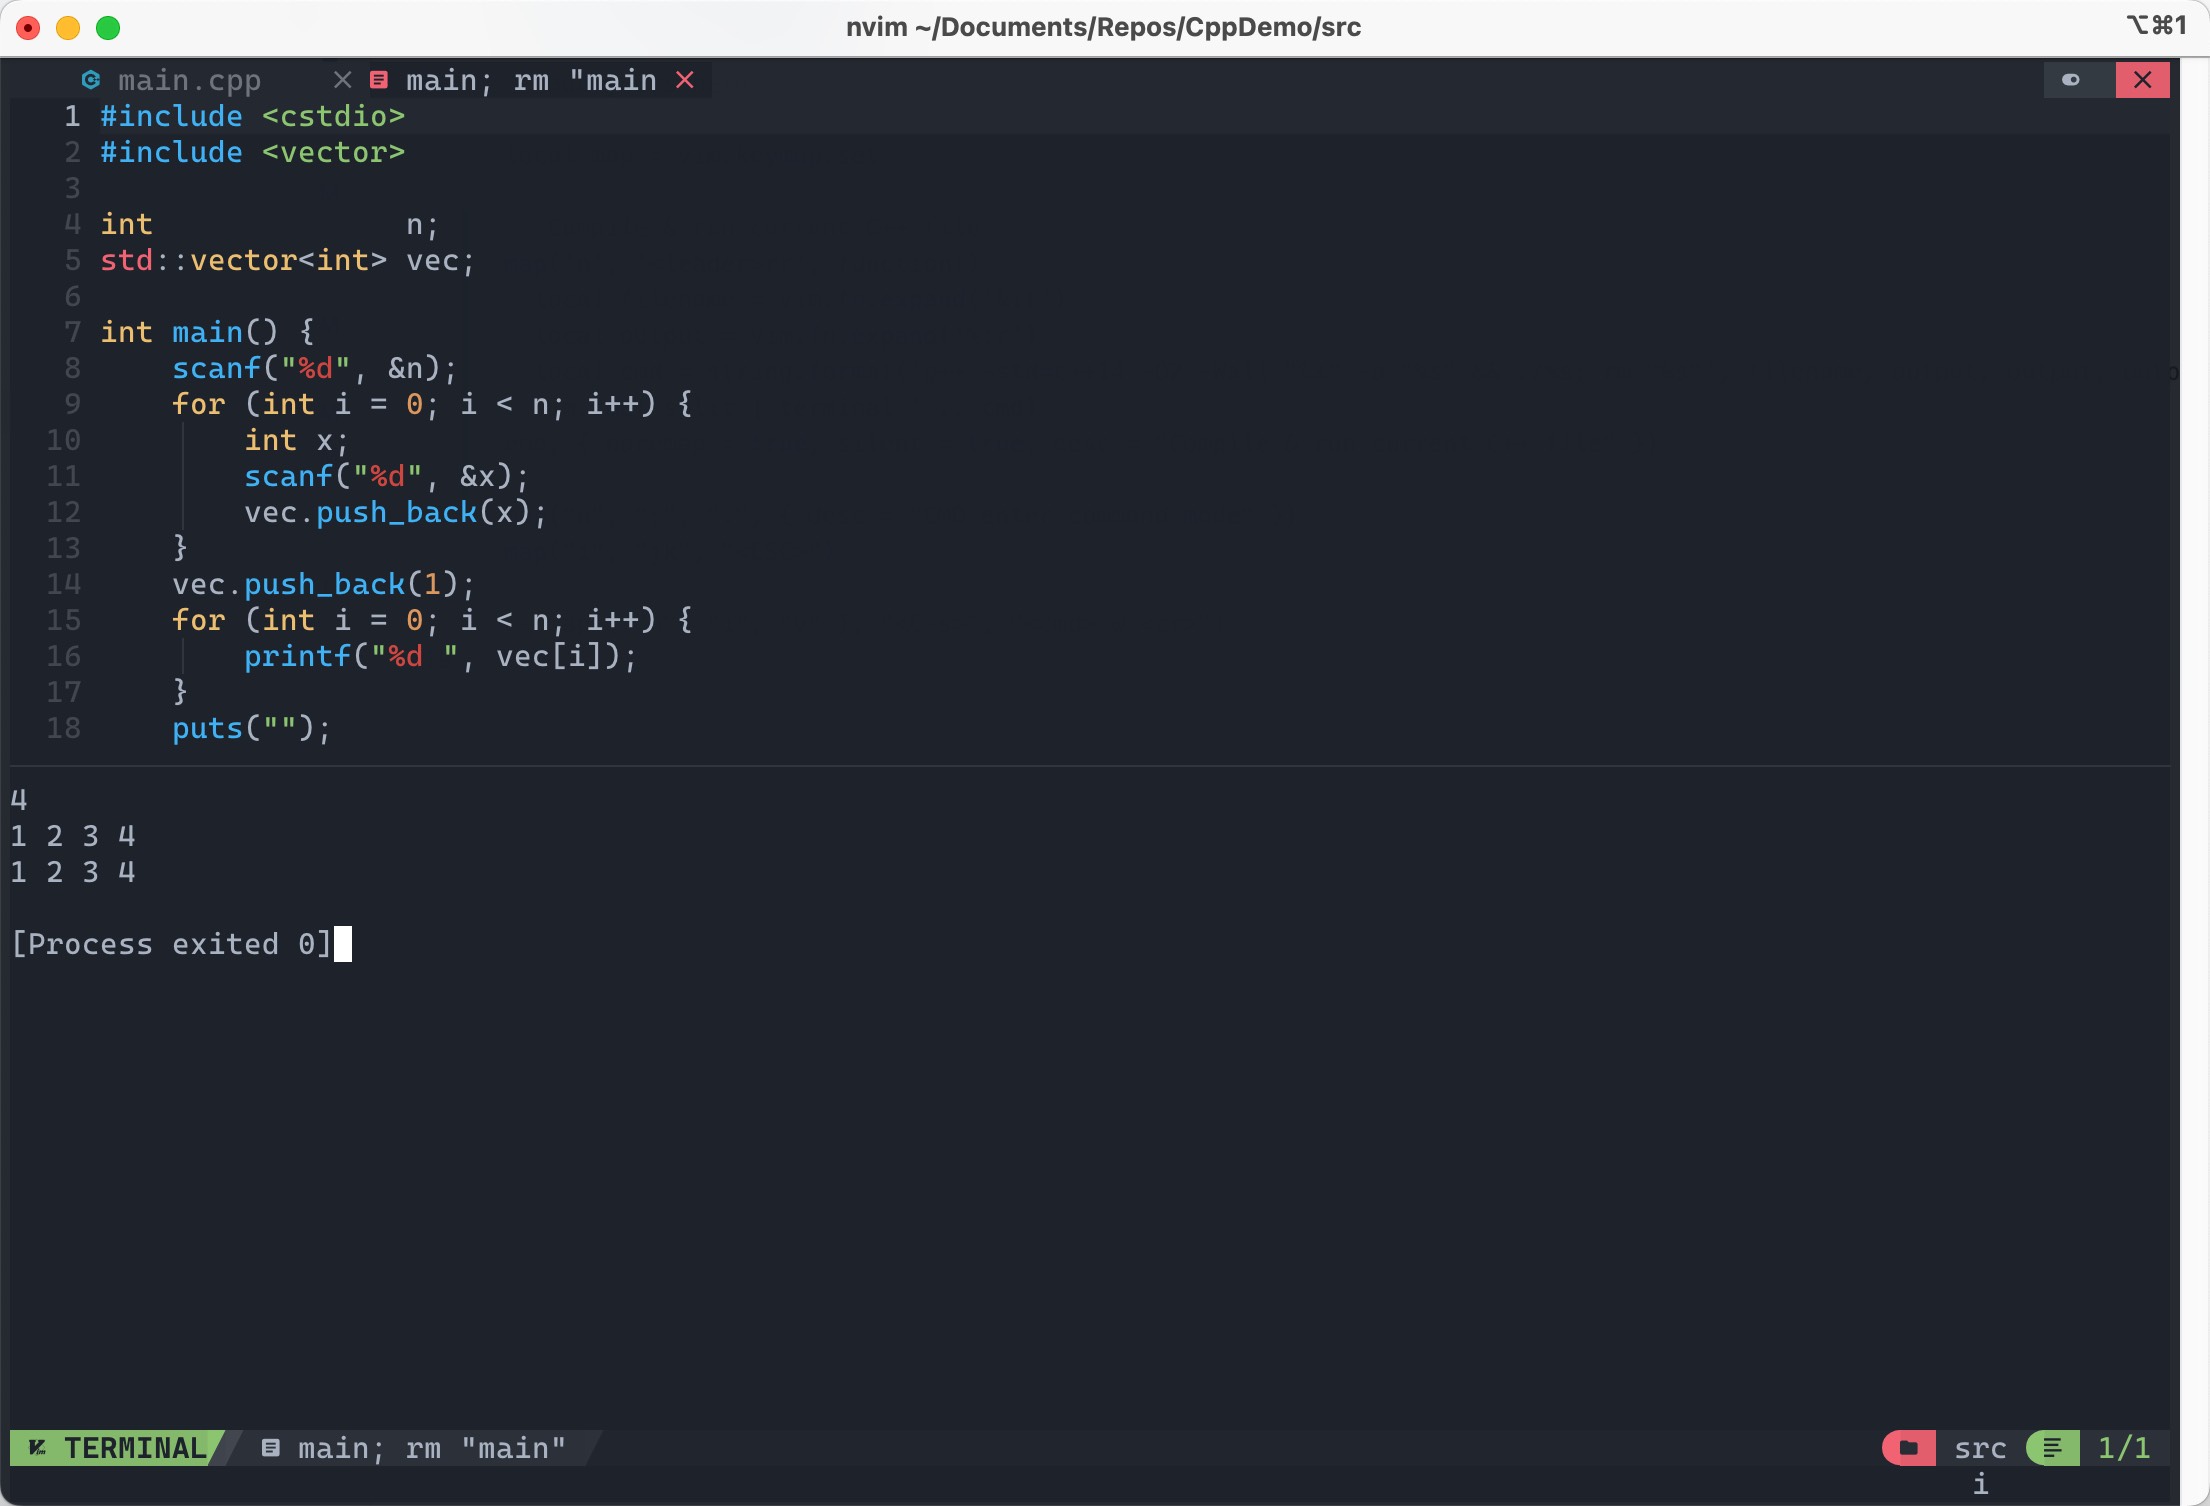 nvim ~/Documents/Repos/CppDemo/src ⌥⌘1
main.cpp main; rm "main
1 #include <cstdio>
2 #include <vector>
3
4 int              n;
5 std::vector<int> vec;
6
7 int main() {
8     scanf("%d", &n);
9     for (int i = 0; i < n; i++) {
10         int x;
11         scanf("%d", &x);
12         vec.push_back(x);
13     }
14     vec.push_back(1);
15     for (int i = 0; i < n; i++) {
16         printf("%d ", vec[i]);
17     }
18     puts("");
4
1 2 3 4
1 2 3 4
[Process exited 0]
TERMINAL main; rm "main" src 1/1
i